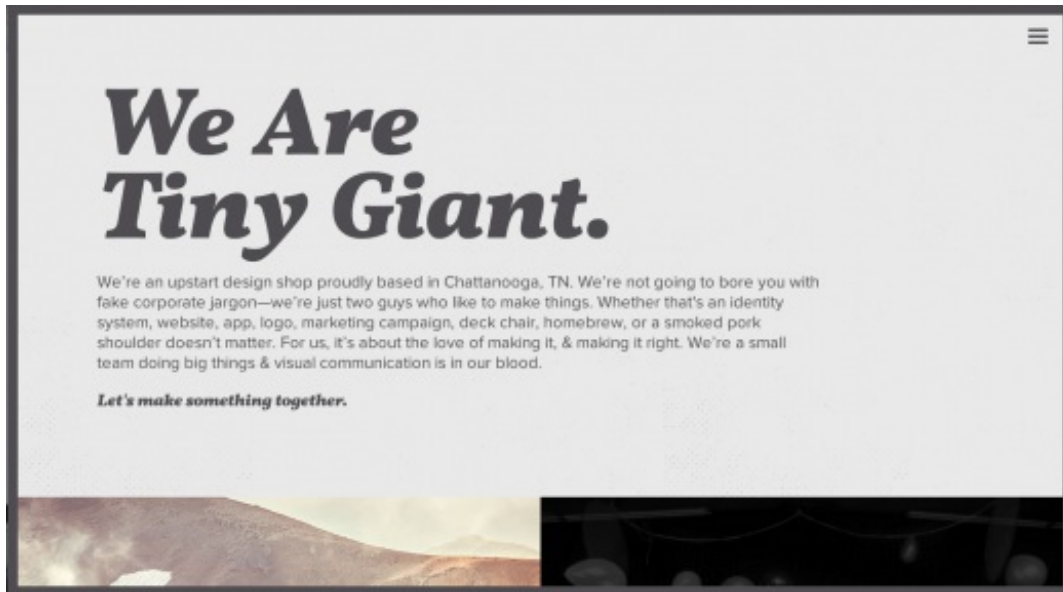 We Are
Tiny Giant.
We're an upstart design shop proudly based in Chattanooga, TN. We're not going to bore you with
fake corporate jargon—we're just two guys who like to make things. Whether that's an identity
system, website, app, logo, marketing campaign, deck chair, homebrew, or a smoked pork
shoulder doesn't matter. For us, it's about the love of making it, & making it right. We're a small
team doing big things & visual communication is in our blood.
Let's make something together.